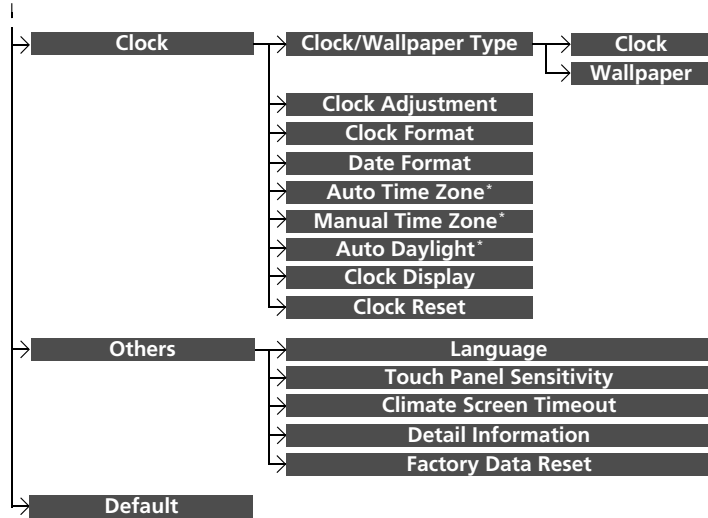 Clock
Clock/Wallpaper Type
Clock
Wallpaper
Clock Adjustment
Clock Format
Date Format
Auto Time Zone*
Manual Time Zone*
Auto Daylight*
Clock Display
Clock Reset
Others
Language
Touch Panel Sensitivity
Climate Screen Timeout
Detail Information
Factory Data Reset
Default